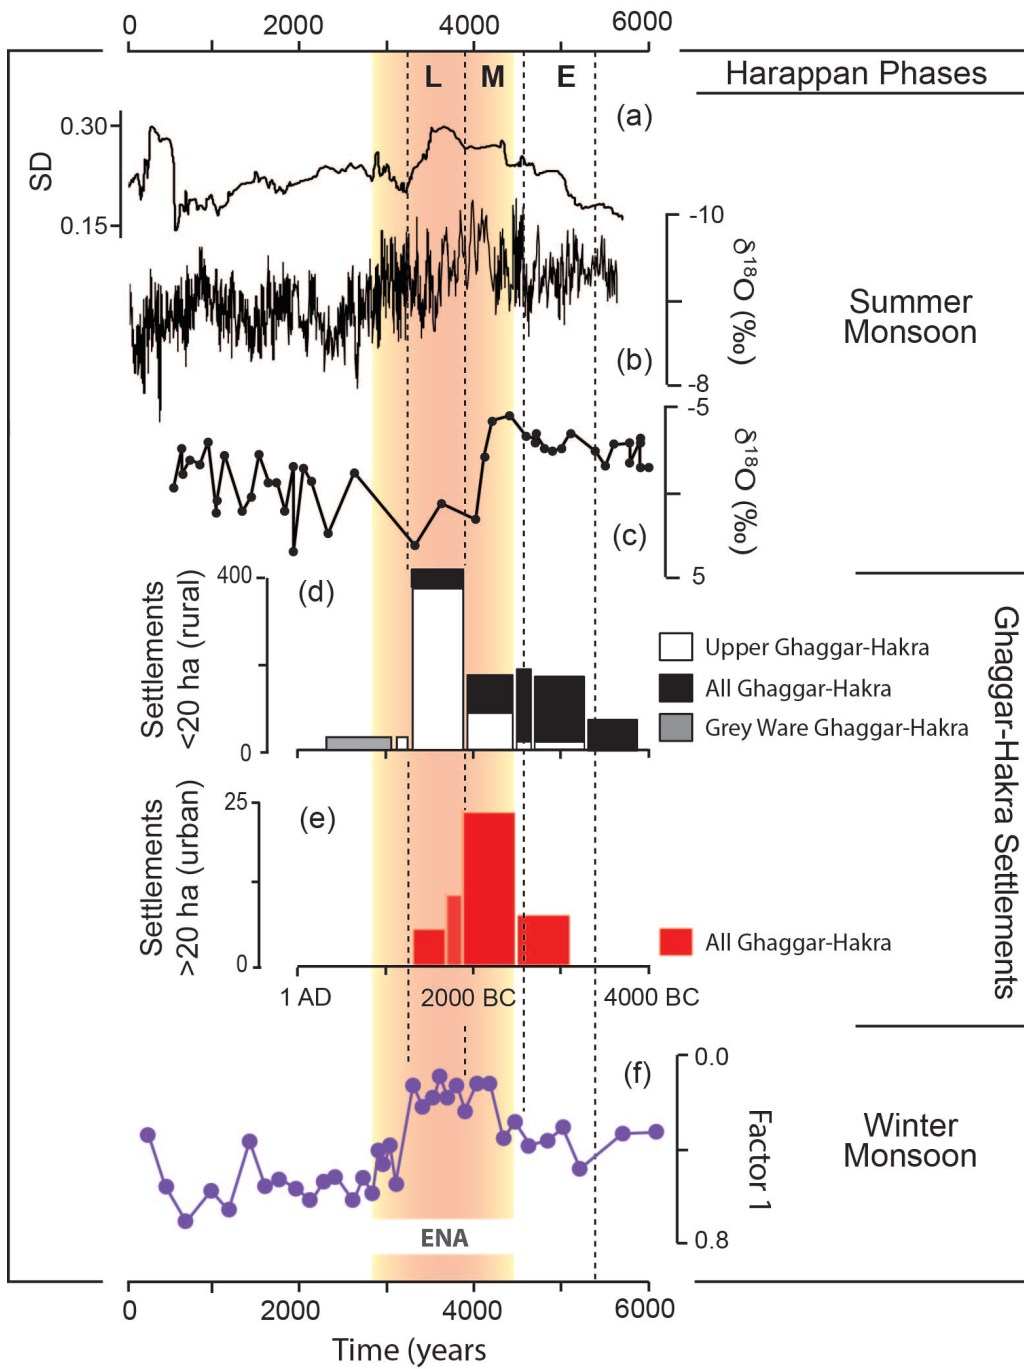 0 2000 4000 6000
L M E Harappan Phases
(a)
0.30
SD
0.15
-10
δ18O (‰)
Summer
Monsoon
(b)
-8
-5
δ18O (‰)
(c)
5
400
(d)
Settlements
<20 ha (rural)
0
Upper Ghaggar-Hakra
All Ghaggar-Hakra
Grey Ware Ghaggar-Hakra
Ghaggar-Hakra Settlements
25
(e)
Settlements
>20 ha (urban)
0
All Ghaggar-Hakra
1 AD 2000 BC 4000 BC
0.0
(f)
Factor 1
Winter
Monsoon
0.8
ENA
0 2000 4000 6000
Time (years